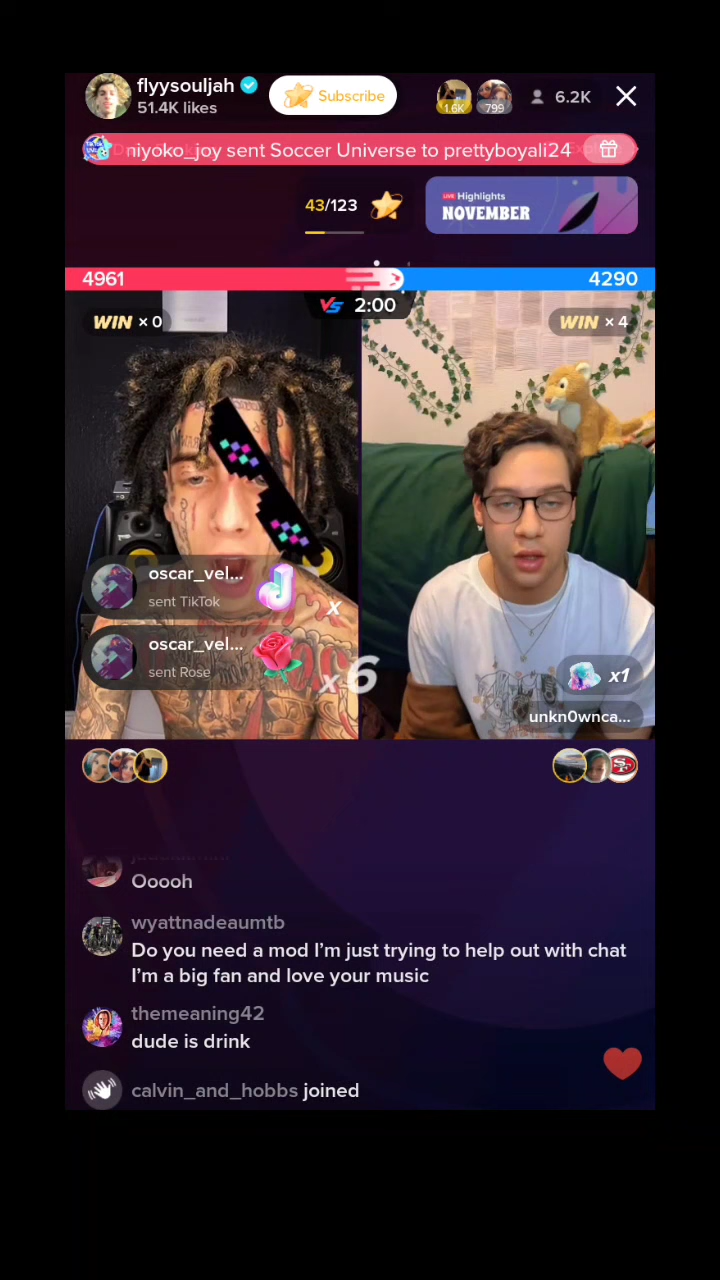 flyysouljah
51.4K likes
Subscribe
1.6K
799
6.2K
niyoko_joy sent Soccer Universe to prettyboyali24
43/123
LIVE Highlights
NOVEMBER
4961
4290
VS 2:00
WIN × 0
WIN × 4
oscar_vel...
sent TikTok
x
oscar_vel...
sent Rose
x6
x1
unkn0wnca...
SF
Ooooh
wyattnadeaumtb
Do you need a mod I'm just trying to help out with chat
I'm a big fan and love your music
themeaning42
dude is drink
calvin_and_hobbs joined